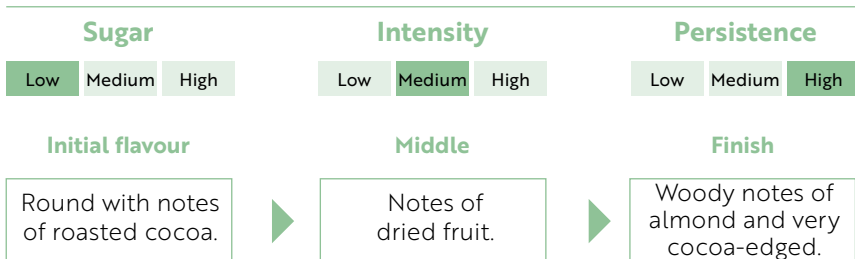 Sugar
Intensity
Persistence
Low Medium High
Low Medium High
Low Medium High
Initial flavour
Middle
Finish
Round with notes
of roasted cocoa.
Notes of
dried fruit.
Woody notes of
almond and very
cocoa-edged.